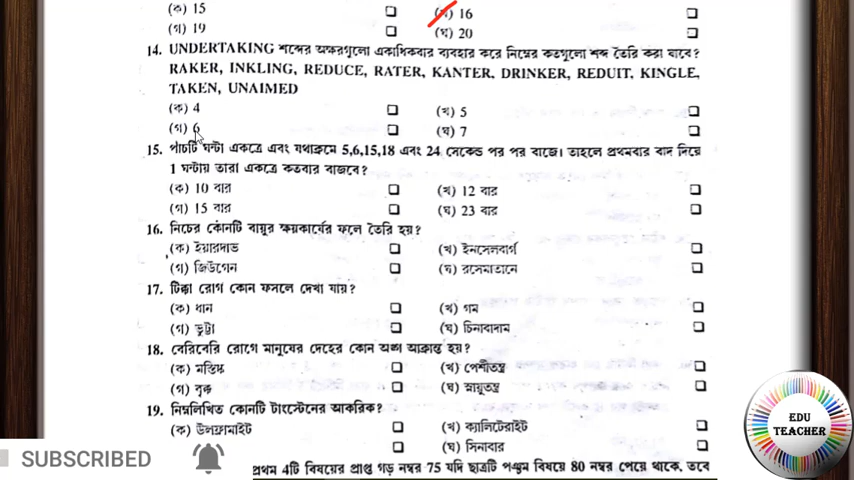 (ক) 15 (খ) 16
(গ) 19 (ঘ) 20
14. UNDERTAKING শব্দের অক্ষরগুলো একাধিকবার ব্যবহার করে নিম্নের কতগুলো শব্দ তৈরি করা যাবে?
RAKER, INKLING, REDUCE, RATER, KANTER, DRINKER, REDUIT, KINGLE,
TAKEN, UNAIMED
(ক) 4 (খ) 5
(গ) 6 (ঘ) 7
15. পাঁচটি ঘন্টা একত্রে এবং যথাক্রমে 5,6,15,18 এবং 24 সেকেন্ড পর পর বাজে। তাহলে প্রথমবার বাদ দিয়ে
1 ঘন্টায় তারা একত্রে কতবার বাজবে?
(ক) 10 বার (খ) 12 বার
(গ) 15 বার (ঘ) 23 বার
16. নিচের কোনটি বায়ুর ক্ষয়কার্যের ফলে তৈরি হয়?
(ক) ইয়ারদাঙ (খ) ইনসেলবার্গ
(গ) জিউগেন (ঘ) রসেমাতানে
17. টিক্কা রোগ কোন ফসলে দেখা যায়?
(ক) ধান (খ) গম
(গ) ভুট্টা (ঘ) চিনাবাদাম
18. বেরিবেরি রোগে মানুষের দেহের কোন অঙ্গ আক্রান্ত হয়?
(ক) মস্তিষ্ক (খ) পেশীতন্ত্র
(গ) বৃক্ক (ঘ) স্নায়ুতন্ত্র
19. নিম্নলিখিত কোনটি টাংস্টেনের আকরিক?
(ক) উলফ্রামাইট (খ) ক্যালিটেরাইট
(ঘ) সিনাবার
প্রথম 4টি বিষয়ের প্রাপ্ত গড় নম্বর 75 যদি ছাত্রটি পঞ্চম বিষয়ে 80 নম্বর পেয়ে থাকে, তবে
SUBSCRIBED
EDU
TEACHER